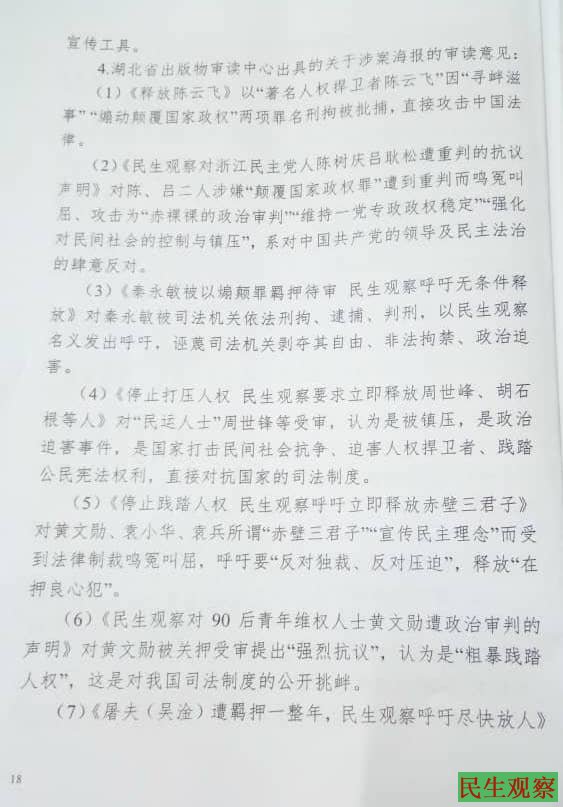 宣传工具。
4.湖北省出版物审读中心出具的关于涉案海报的审读意见：
（1）《释放陈云飞》以“著名人权捍卫者陈云飞”因“寻衅滋
事”“煽动颠覆国家政权”两项罪名刑拘被批捕，直接攻击中国法
律。
（2）《民生观察对浙江民主党人陈树庆吕耿松遭重判的抗议
声明》对陈、吕二人涉嫌“颠覆国家政权罪”遭到重判而鸣冤叫
屈、攻击为“赤裸裸的政治审判”“维持一党专政政权稳定”“强化
对民间社会的控制与镇压”，系对中国共产党的领导及民主法治
的肆意反对。
（3）《秦永敏被以煽颠罪羁押待审 民生观察呼吁无条件释
放》对秦永敏被司法机关依法刑拘、逮捕、判刑，以民生观察
名义发出呼吁，诬蔑司法机关剥夺其自由、非法拘禁、政治迫
害。
（4）《停止打压人权 民生观察要求立即释放周世峰、胡石
根等人》对“民运人士”周世锋等受审，认为是被镇压，是政治
迫害事件，是国家打击民间社会抗争、迫害人权捍卫者、践踏
公民宪法权利，直接对抗国家的司法制度。
（5）《停止践踏人权 民生观察呼吁立即释放赤壁三君子》
对黄文勋、袁小华、袁兵所谓“赤壁三君子”“宣传民主理念”而受
到法律制裁鸣冤叫屈，呼吁要“反对独裁、反对压迫”，释放“在
押良心犯”。
（6）《民生观察对 90 后青年维权人士黄文勋遭政治审判的
声明》对黄文勋被关押受审提出“强烈抗议”，认为是“粗暴践踏
人权”，这是对我国司法制度的公开挑衅。
（7）《屠夫（吴淦）遭羁押一整年，民生观察呼吁尽快放人》
18
民生观察